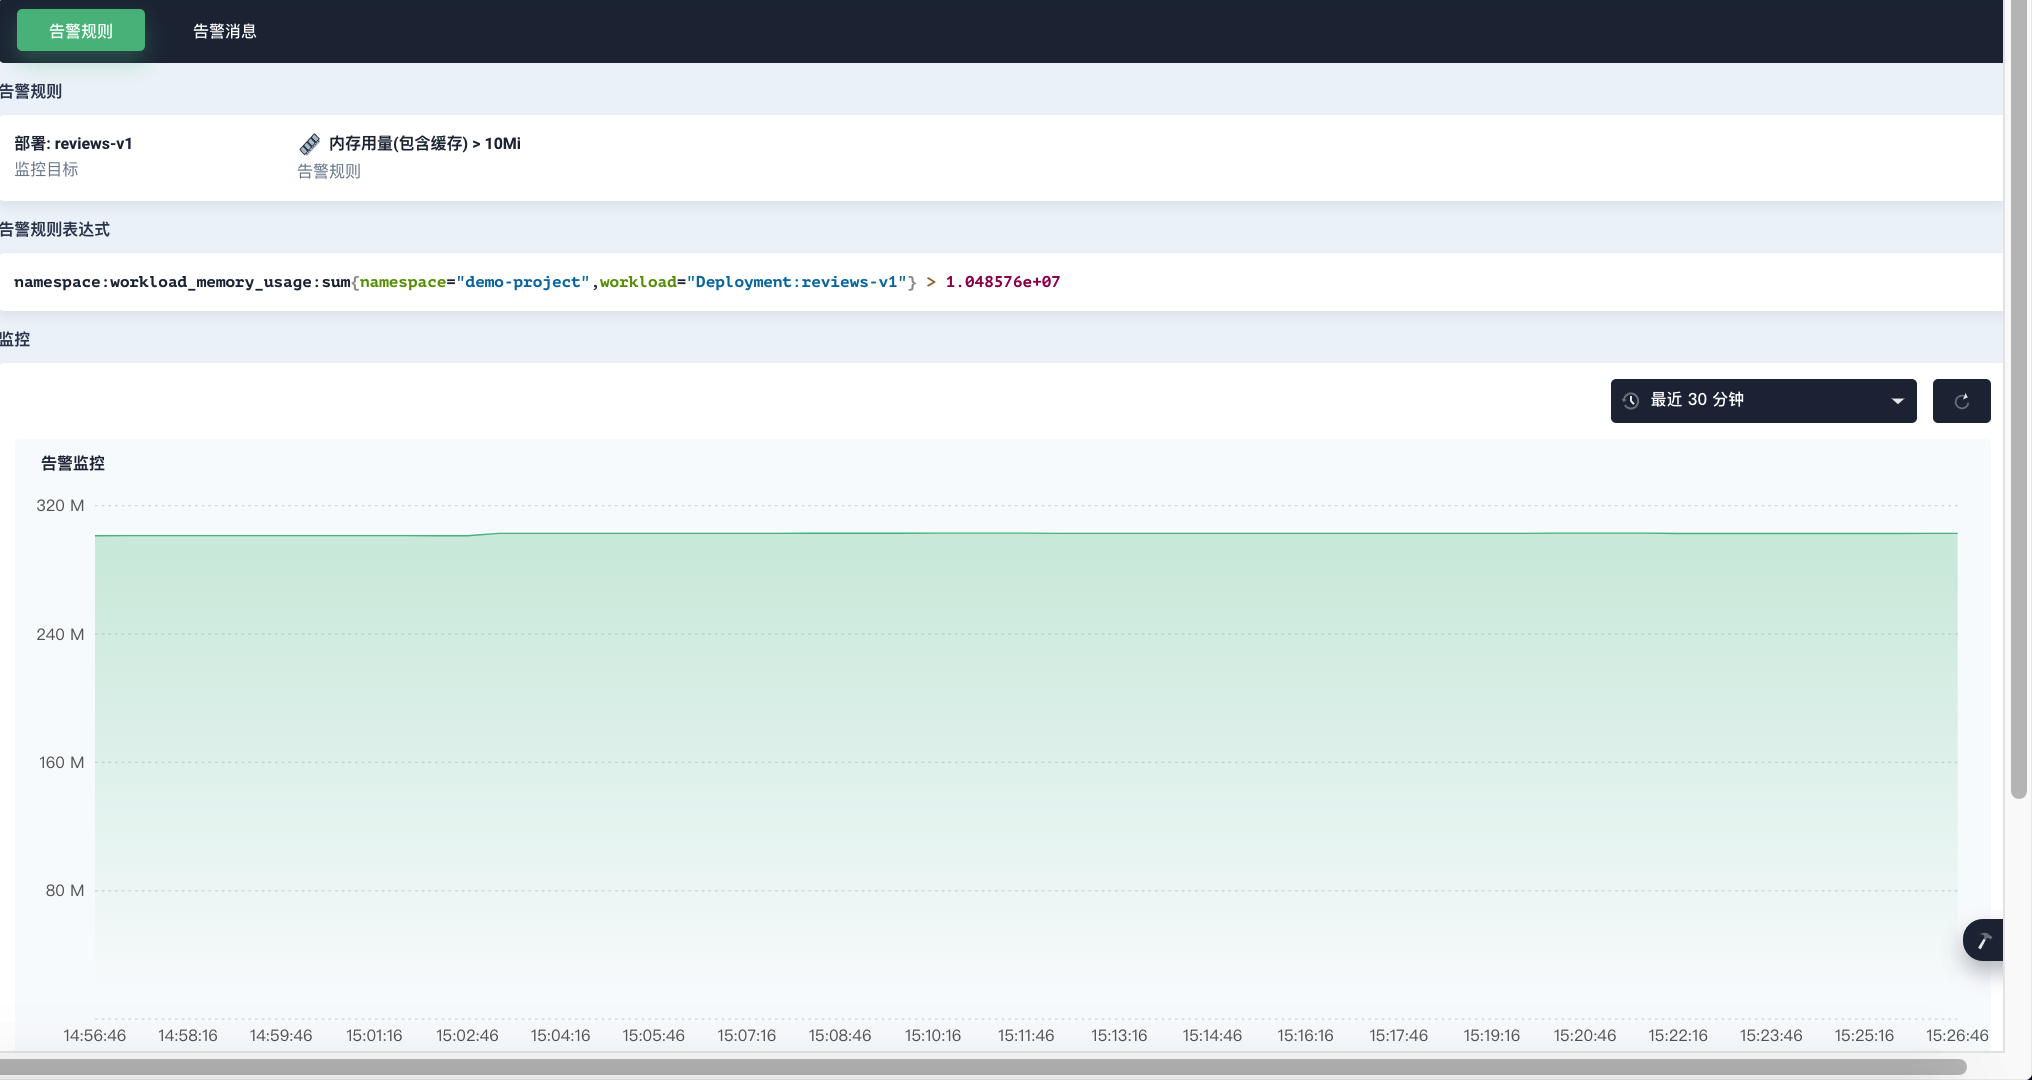 告警规则
告警消息
告警规则
部署: reviews-v1
监控目标
内存用量(包含缓存) > 10Mi
告警规则
告警规则表达式
namespace:workload_memory_usage:sum{namespace="demo-project",workload="Deployment:reviews-v1"} > 1.048576e+07
监控
最近 30 分钟
告警监控
320 M
240 M
160 M
80 M
14:56:46 14:58:16 14:59:46 15:01:16 15:02:46 15:04:16 15:05:46 15:07:16 15:08:46 15:10:16 15:11:46 15:13:16 15:14:46 15:16:16 15:17:46 15:19:16 15:20:46 15:22:16 15:23:46 15:25:16 15:26:46